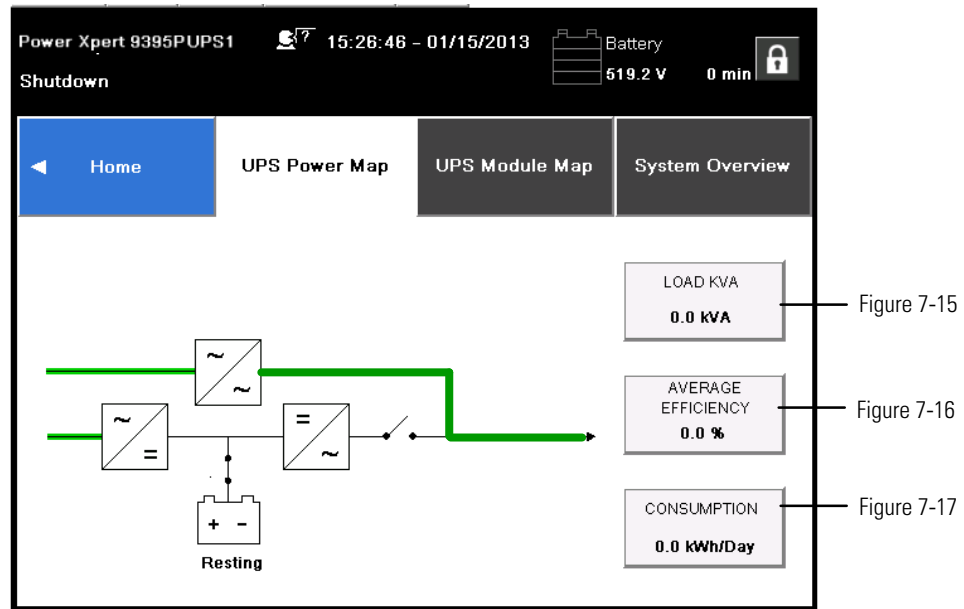 Power Xpert 9395PUPS1 ? 15:26:46 - 01/15/2013 Battery
Shutdown 519.2 V 0 min
Home UPS Power Map UPS Module Map System Overview
LOAD KVA
0.0 kVA
Figure 7-15
AVERAGE
EFFICIENCY
0.0 %
Figure 7-16
CONSUMPTION
0.0 kWh/Day
Figure 7-17
~
~
~
=
=
~
+ -
Resting